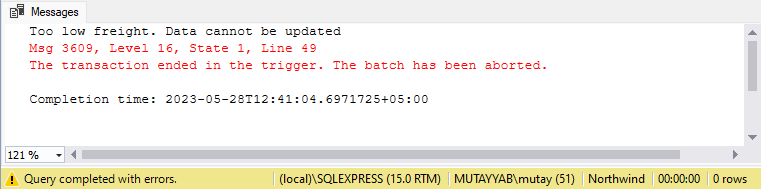 Messages
Too low freight. Data cannot be updated
Msg 3609, Level 16, State 1, Line 49
The transaction ended in the trigger. The batch has been aborted.
Completion time: 2023-05-28T12:41:04.6971725+05:00
121 %
Query completed with errors. (local)\SQLEXPRESS (15.0 RTM) MUTAYYAB\mutay (51) Northwind 00:00:00 0 rows